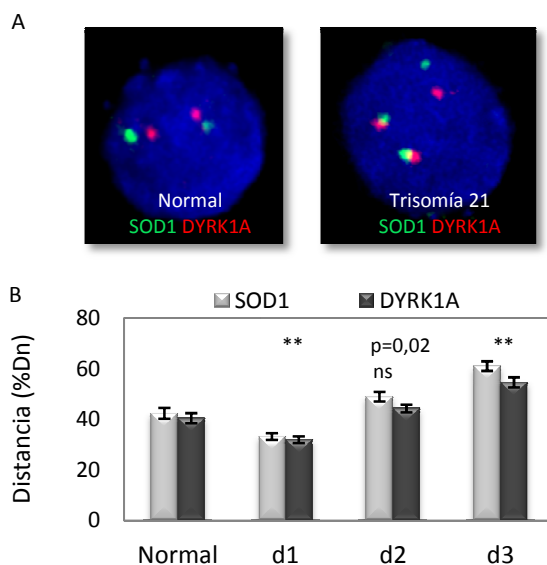 A
Normal
SOD1 DYRK1A
Trisomía 21
SOD1 DYRK1A
B
SOD1 DYRK1A
Distancia (%Dn)
80
60
40
20
0
**
p=0,02
ns
**
Normal d1 d2 d3